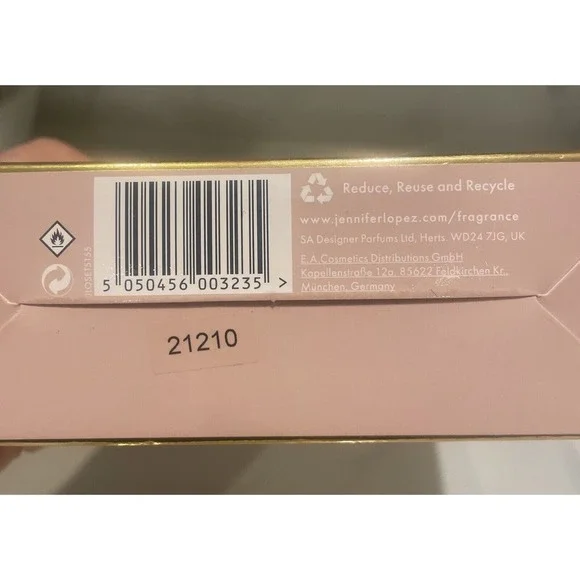 Reduce, Reuse and Recycle
www.jenniferlopez.com/fragrance
SA Designer Parfums Ltd, Herts. WD24 7JG, UK
E.A.Cosmetics Distributions GmbH
Kapellenstraße 12a, 85622 Feldkirchen Kr.,
München, Germany
5 050456 003235 >
21210